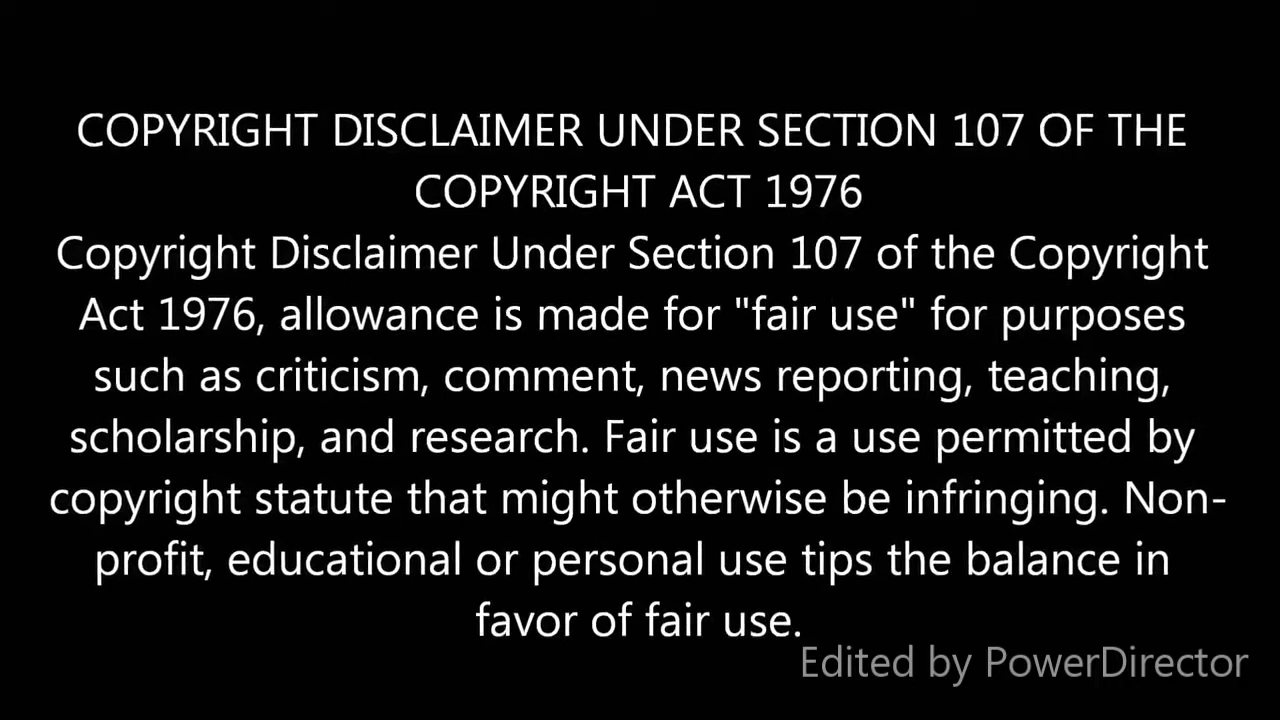 COPYRIGHT DISCLAIMER UNDER SECTION 107 OF THE
COPYRIGHT ACT 1976
Copyright Disclaimer Under Section 107 of the Copyright
Act 1976, allowance is made for "fair use" for purposes
such as criticism, comment, news reporting, teaching,
scholarship, and research. Fair use is a use permitted by
copyright statute that might otherwise be infringing. Non-
profit, educational or personal use tips the balance in
favor of fair use.
Edited by PowerDirector